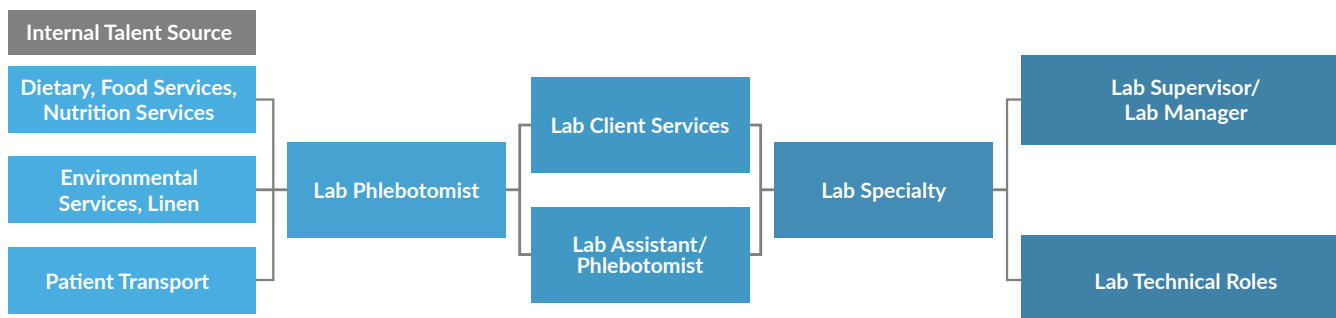 Internal Talent Source
Dietary, Food Services,
Nutrition Services
Environmental
Services, Linen
Patient Transport
Lab Phlebotomist
Lab Client Services
Lab Assistant/
Phlebotomist
Lab Specialty
Lab Supervisor/
Lab Manager
Lab Technical Roles